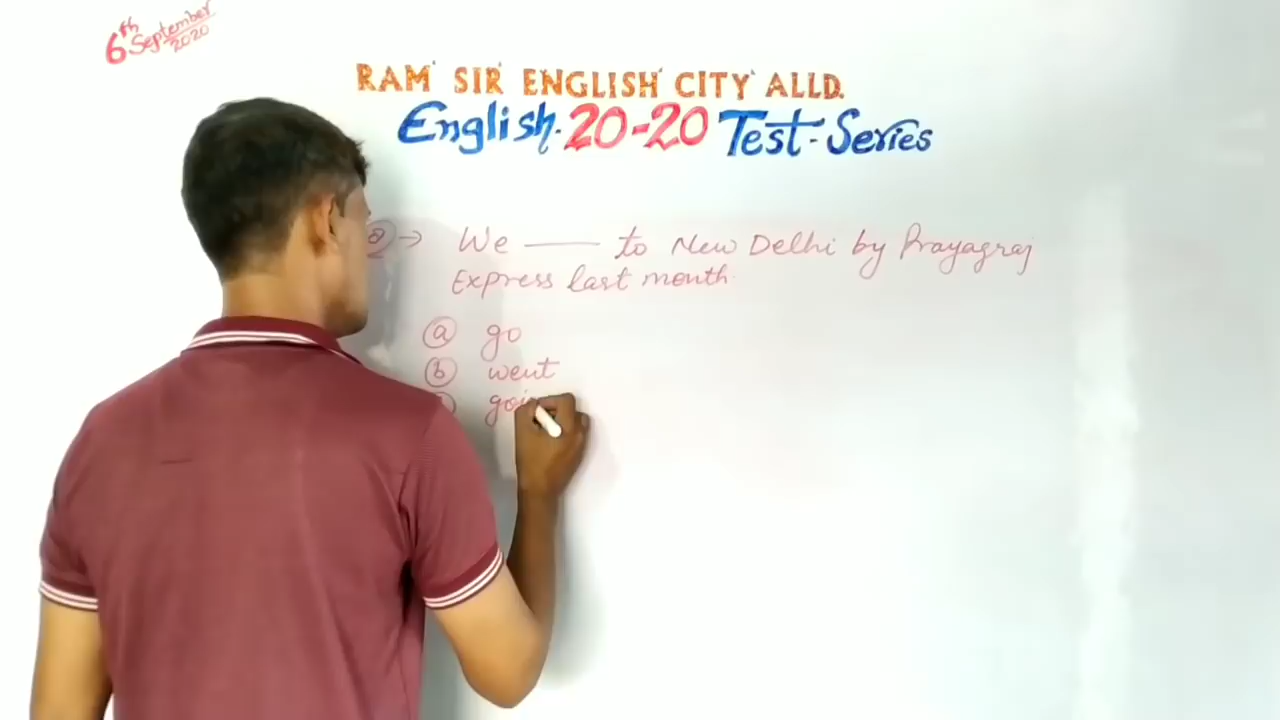 6th September 2020
RAM SIR ENGLISH CITY ALLD.
English 20-20 Test-Series
We ___ to New Delhi by Prayagraj
Express last month.
(a) go
(b) went